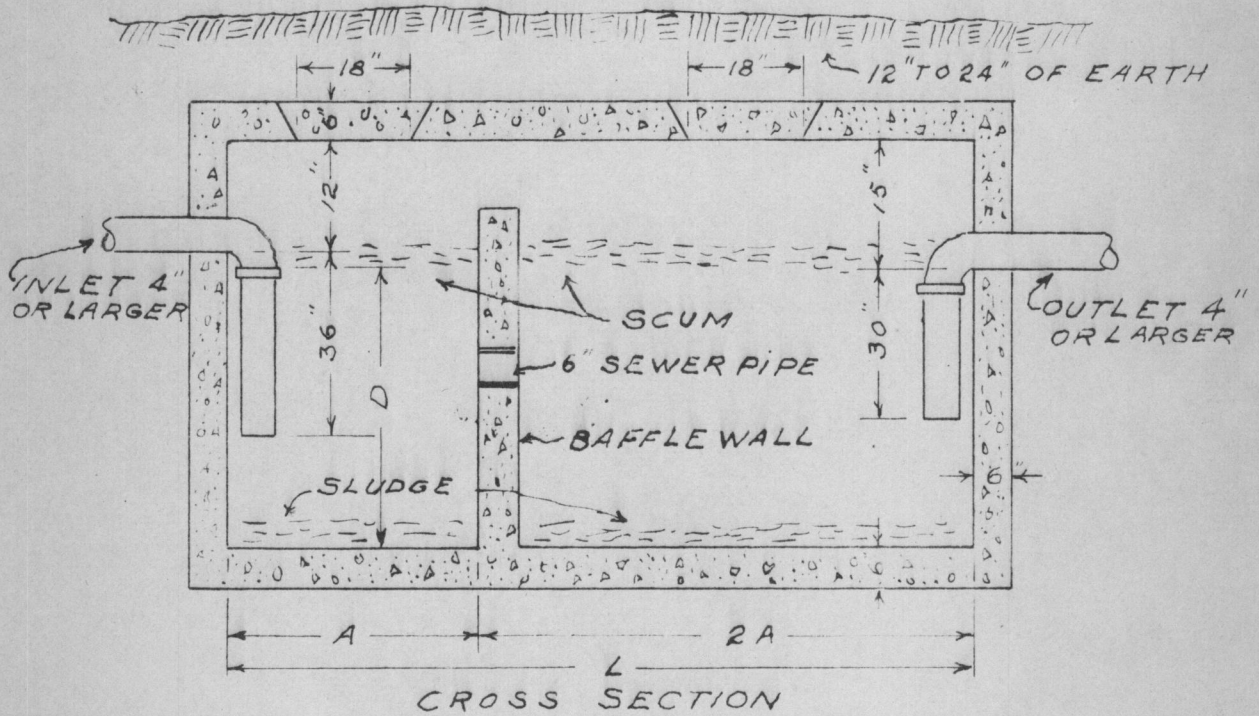 18"
18"
12" TO 24" OF EARTH
6
12"
15"
INLET 4"
OR LARGER
36"
D
SCUM
30"
OUTLET 4"
OR LARGER
6" SEWER PIPE
BAFFLE WALL
6"
SLUDGE
6
A
2A
L
CROSS SECTION